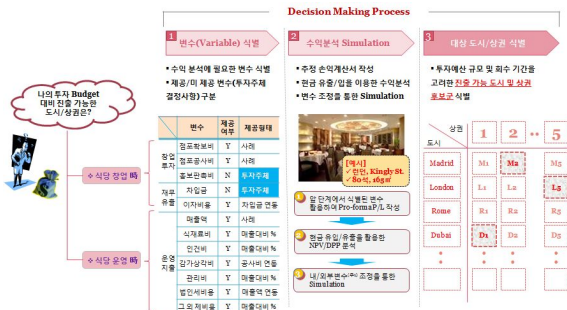 Decision Making Process
1 변수(Variable) 식별
2 수익분석 Simulation
3 대상 도시/상권 식별
▪ 수익 분석에 필요한 변수 식별
▪ 제공/미 제공 변수(투자주체 결정사항) 구분
▪ 추정 손익계산서 작성
▪ 현금 유출/입을 이용한 수익분석
▪ 변수 조정을 통한 Simulation
▪ 투자예산 규모 및 회수 기간을
고려한 진출 가능 도시 및 상권
후보군 식별
나의 투자 Budget
대비 진출 가능한
도시/상권은?
※ 식당 창업 時
※ 식당 운영 時
변수 제공여부 제공형태
창업투자
점포확보비 Y 사례
점포공사비 Y 사례
홍보판촉비 N 투자주체
재무유출
차입금 N 투자주체
이자비용 Y 차입금 연동
운영지출
매출액 Y 사례
식재료비 Y 매출대비 %
인건비 Y 매출대비 %
감가상각비 Y 공사비 연동
관리비 Y 매출대비 %
법인세비용 Y 매출액 연동
그 외 제비용 Y 매출대비 %
[예시]
✓런던, Kingly St.
✓80석, 165㎡
1 앞 단계에서 식별된 변수
활용하여 Pro-forma P/L 작성
2 현금 유입/유출을 활용한
NPV/DPP 분석
3 내/외부변수 조정을 통한
Simulation
상권
도시
1 2 ·· 5
Madrid M1 M2 M5
London L1 L2 L5
Rome R1 R2 R5
Dubai D1 D2 D5